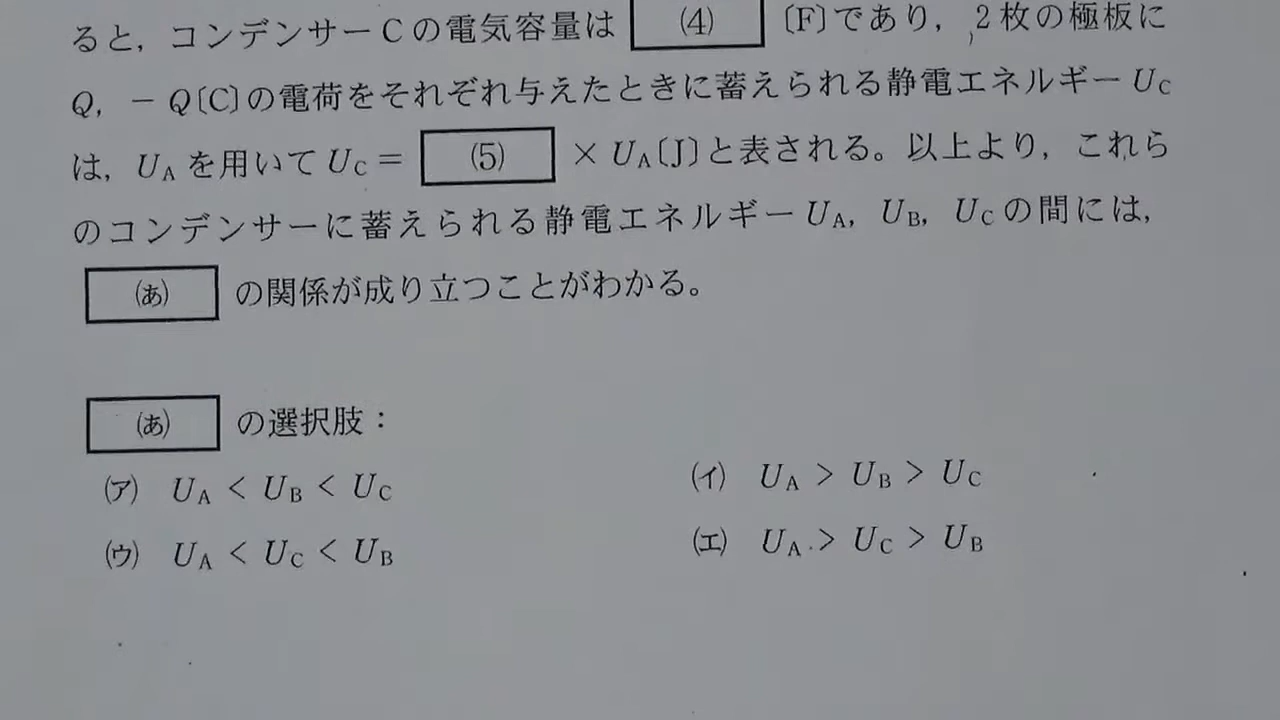 ると，コンデンサーCの電気容量は (4) 〔F〕であり，2枚の極板に
Q，－Q〔C〕の電荷をそれぞれ与えたときに蓄えられる静電エネルギーUC
は，UAを用いてUC＝ (5) ×UA〔J〕と表される。以上より，これら
のコンデンサーに蓄えられる静電エネルギーUA，UB，UCの間には，
(あ) の関係が成り立つことがわかる。
(あ) の選択肢：
(ア) UA < UB < UC
(イ) UA > UB > UC
(ウ) UA < UC < UB
(エ) UA > UC > UB